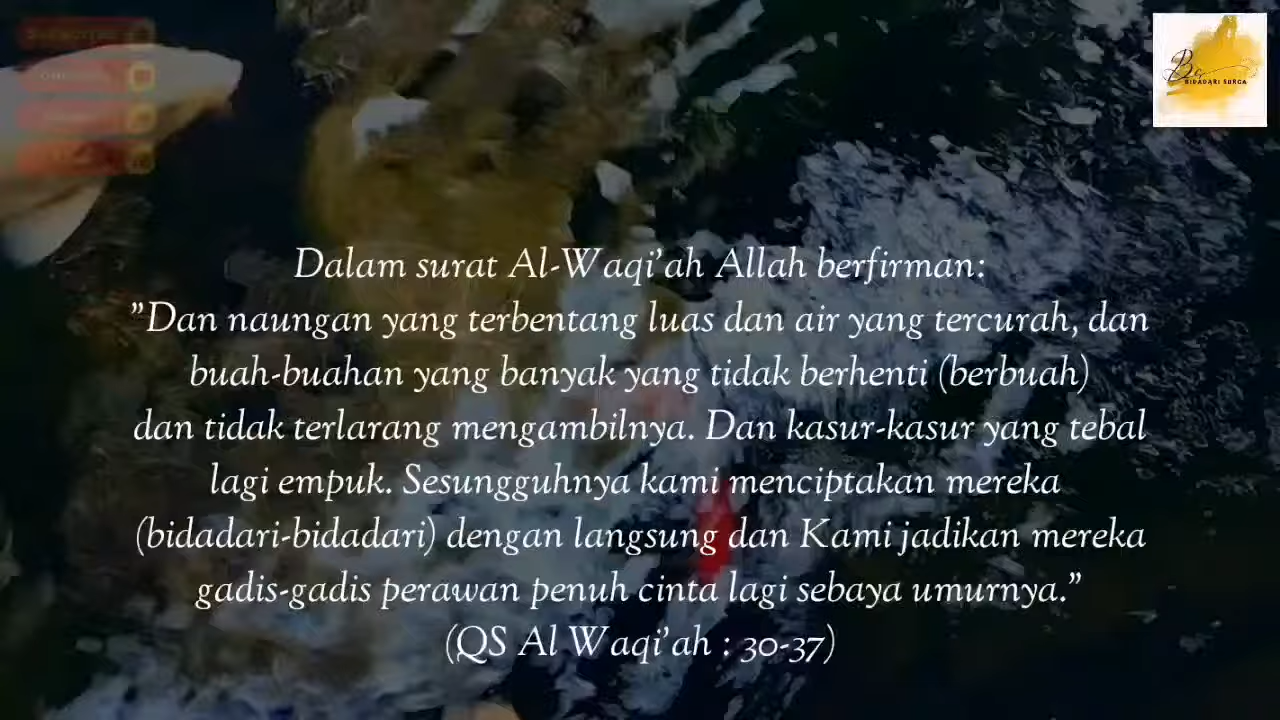 BIDADARI SURGA
Dalam surat Al-Waqi’ah Allah berfirman:
”Dan naungan yang terbentang luas dan air yang tercurah, dan
buah-buahan yang banyak yang tidak berhenti (berbuah)
dan tidak terlarang mengambilnya. Dan kasur-kasur yang tebal
lagi empuk. Sesungguhnya kami menciptakan mereka
(bidadari-bidadari) dengan langsung dan Kami jadikan mereka
gadis-gadis perawan penuh cinta lagi sebaya umurnya.”
(QS Al Waqi’ah : 30-37)